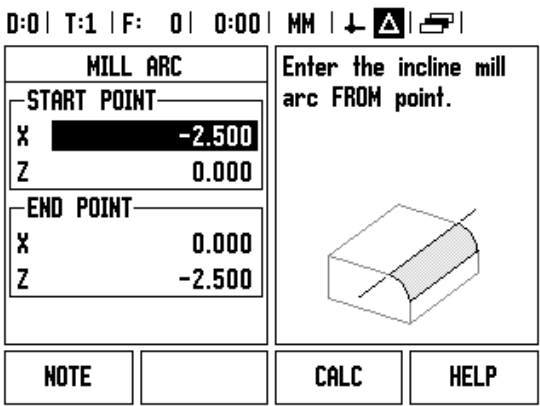 D:0| T:1 |F: 0| 0:00| MM
MILL ARC
START POINT
X -2.500
Z 0.000
END POINT
X 0.000
Z -2.500
Enter the incline mill
arc FROM point.
NOTE
CALC
HELP